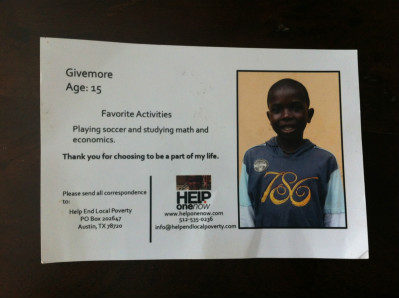 Givemore
Age: 15
Favorite Activities
Playing soccer and studying math and
economics.
Thank you for choosing to be a part of my life.
Please send all correspondence
to:
Help End Local Poverty
PO Box 202647
Austin, TX 78720
HELP
one now
www.helponenow.com
512-535-0236
info@helpendlocalpoverty.com
786